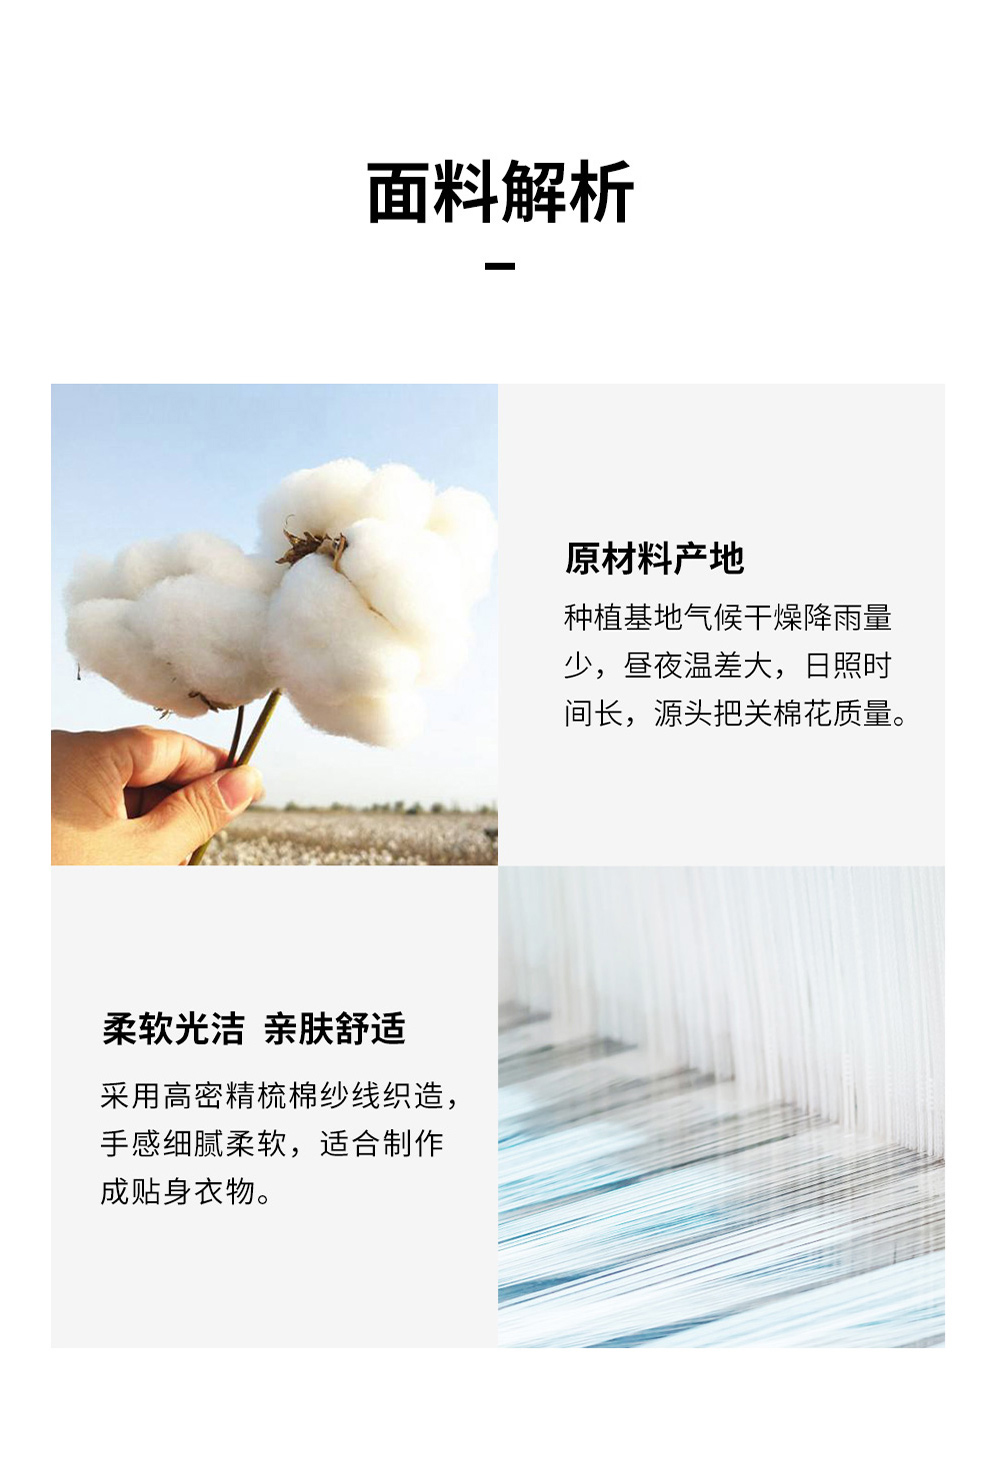 面料解析
原材料产地
种植基地气候干燥降雨量
少，昼夜温差大，日照时
间长，源头把关棉花质量。
柔软光洁 亲肤舒适
采用高密精梳棉纱线织造，
手感细腻柔软，适合制作
成贴身衣物。